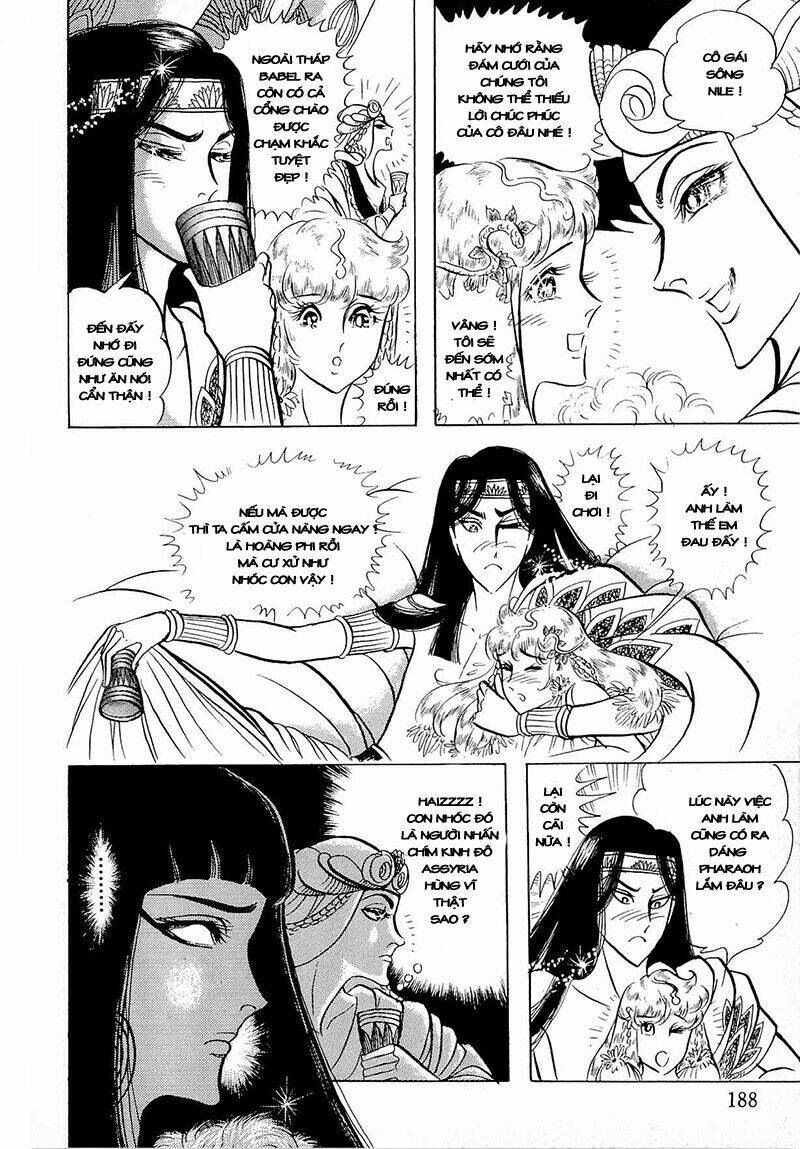 CÔ GÁI
SÔNG
NILE !
HÃY NHỚ RẰNG
ĐÁM CƯỚI CỦA
CHÚNG TÔI
KHÔNG THỂ THIẾU
LỜI CHÚC PHÚC
CỦA CÔ ĐÂU NHÉ !
VÂNG !
TÔI SẼ
ĐẾN SỚM
NHẤT CÓ
THỂ !
NGOÀI THÁP
BABEL RA
CÒN CÓ CẢ
CỔNG CHÀO
ĐƯỢC
CHẠM KHẮC
TUYỆT
ĐẸP !
ĐÚNG
RỒI !
ĐẾN ĐẤY
NHỚ ĐI
ĐỨNG CŨNG
NHƯ ĂN NÓI
CẨN THẬN !
ẤY !
ANH LÀM
THẾ EM
ĐAU ĐẤY !
LẠI
ĐI
CHƠI !
NẾU MÀ ĐƯỢC
THÌ TA CẤM CỬA NÀNG NGAY !
LÀ HOÀNG PHI RỒI
MÀ CƯ XỬ NHƯ
NHÓC CON VẬY !
LÚC NÀY VIỆC
ANH LÀM
CŨNG CÓ RA
DÁNG
PHARAOH
LẮM ĐÂU ?
LẠI
CÒN
CÃI
NỮA !
HAIZZZZ !
CON NHÓC ĐÓ
LÀ NGƯỜI NHẤN
CHÌM KINH ĐÔ
ASSYRIA
HÙNG VĨ
THẬT
SAO ?
.........
188